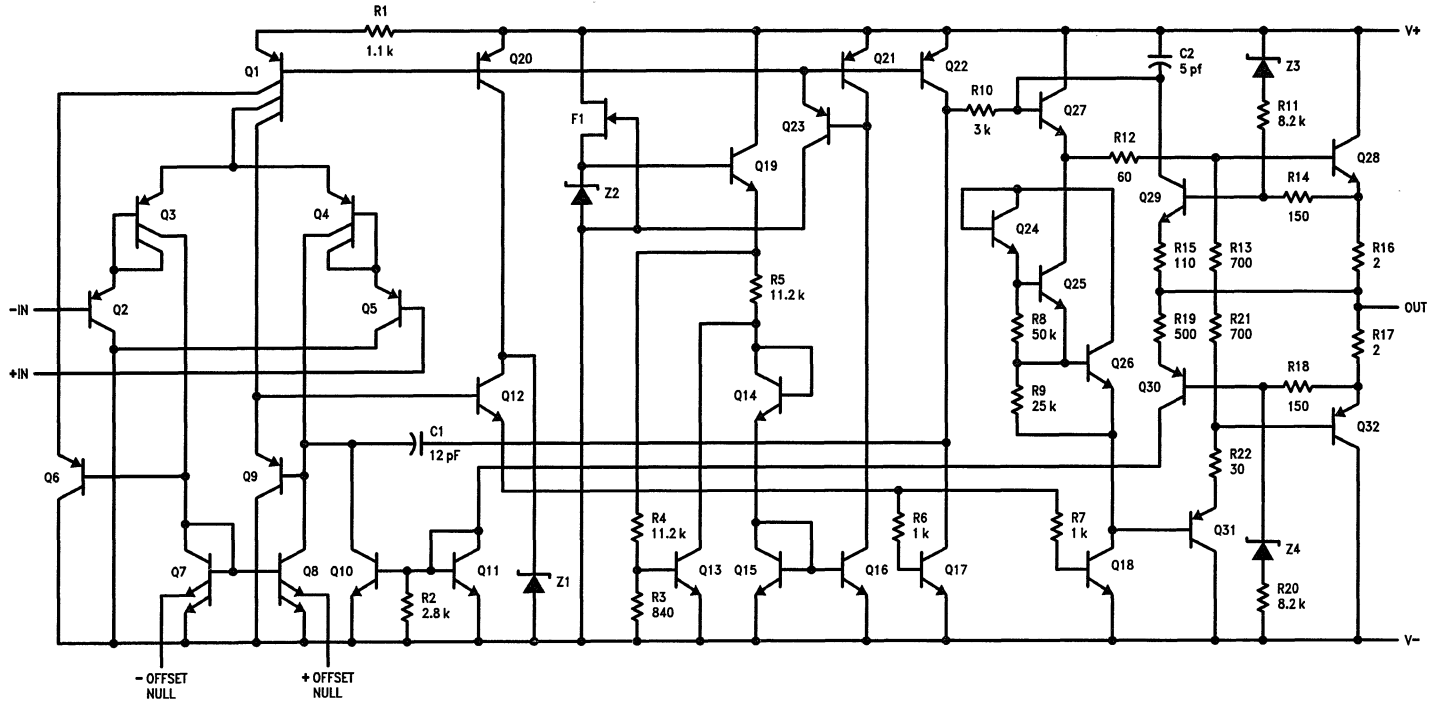 R1
1.1 k
V+
Q1
Q20
Q21
Q22
C2
5 pf
Z3
R10
3 k
R11
8.2 k
F1
Q23
Q27
Q19
R12
60
Q28
Z2
Q29
R14
150
Q3
Q4
Q24
R15
110
R13
700
R16
2
R5
11.2 k
Q25
–IN
Q2
Q5
OUT
R8
50 k
R19
500
R21
700
R17
2
+IN
Q26
R18
150
Q12
Q14
R9
25 k
Q30
Q32
C1
12 pF
R22
30
Q6
Q9
R4
11.2 k
R6
1 k
R7
1 k
Q31
Z4
Q7
Q8
Q10
Q11
Z1
Q13
Q15
Q16
Q17
Q18
R2
2.8 k
R3
840
R20
8.2 k
V–
– OFFSET
NULL
+ OFFSET
NULL